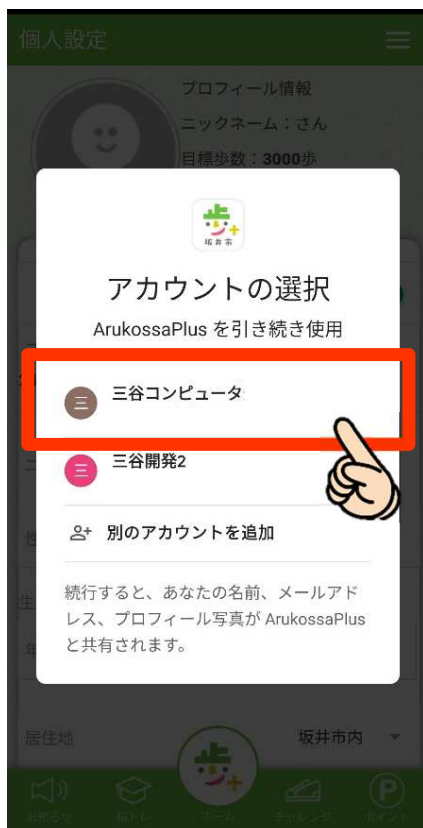 個人設定
プロフィール情報
ニックネーム：さん
目標歩数：3000歩
坂井市
アカウントの選択
ArukossaPlus を引き続き使用
三 三谷コンピュータ
三 三谷開発2
別のアカウントを追加
続行すると、あなたの名前、メールアド
レス、プロフィール写真が ArukossaPlus
と共有されます。
居住地 坂井市内
お知らせ 脳トレ ホーム チャレンジ ポイント